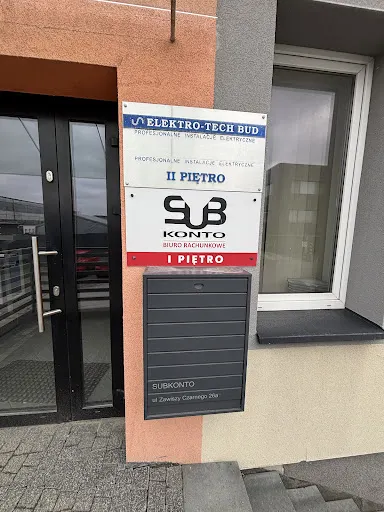 ELEKTRO-TECH BUD
PROFESJONALNE INSTALACJE ELEKTRYCZNE
PROFESJONALNE INSTALACJE ELEKTRYCZNE
II PIĘTRO
SUB
KONTO
BIURO RACHUNKOWE
I PIĘTRO
SUBKONTO
ul Zawiszy Czarnego 26a